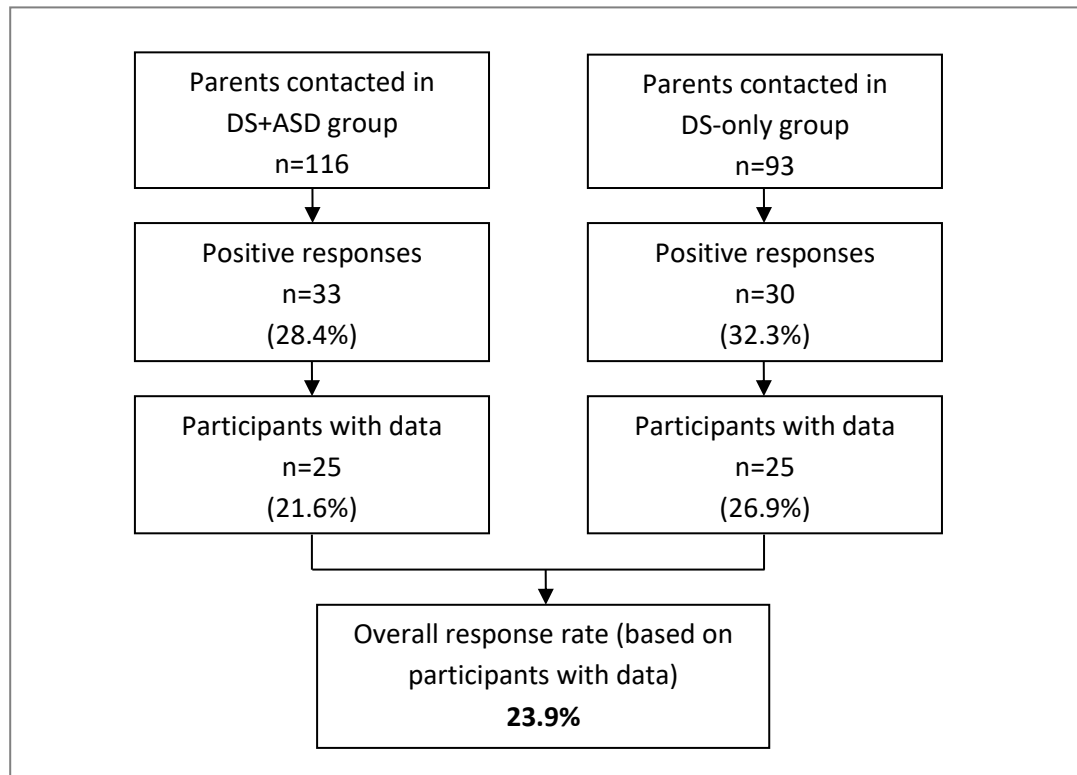 Parents contacted in
DS+ASD group
n=116
Parents contacted in
DS-only group
n=93
Positive responses
n=33
(28.4%)
Positive responses
n=30
(32.3%)
Participants with data
n=25
(21.6%)
Participants with data
n=25
(26.9%)
Overall response rate (based on
participants with data)
23.9%